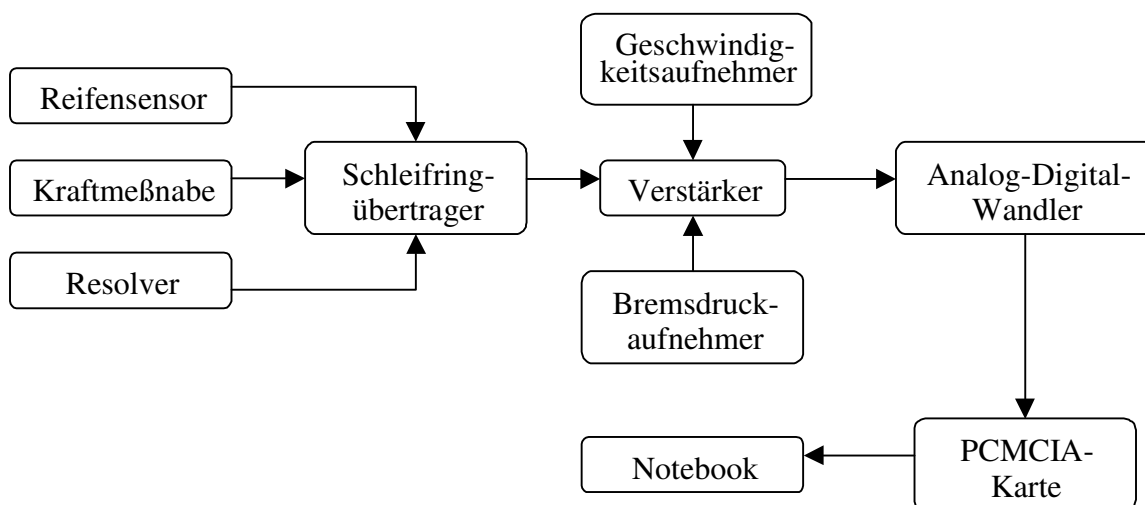 Geschwindig-
keitsaufnehmer
Reifensensor
Kraftmeßnabe
Schleifring-
übertrager
Verstärker
Analog-Digital-
Wandler
Resolver
Bremsdruck-
aufnehmer
Notebook
PCMCIA-
Karte